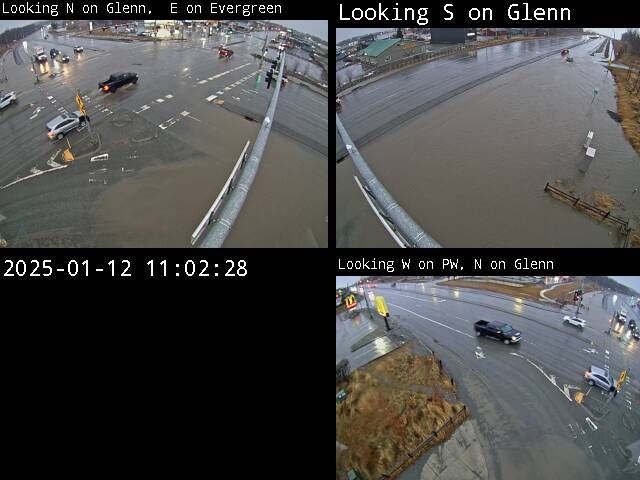 Looking N on Glenn, E on Evergreen
Looking S on Glenn
2025-01-12 11:02:28
Looking W on PW, N on Glenn